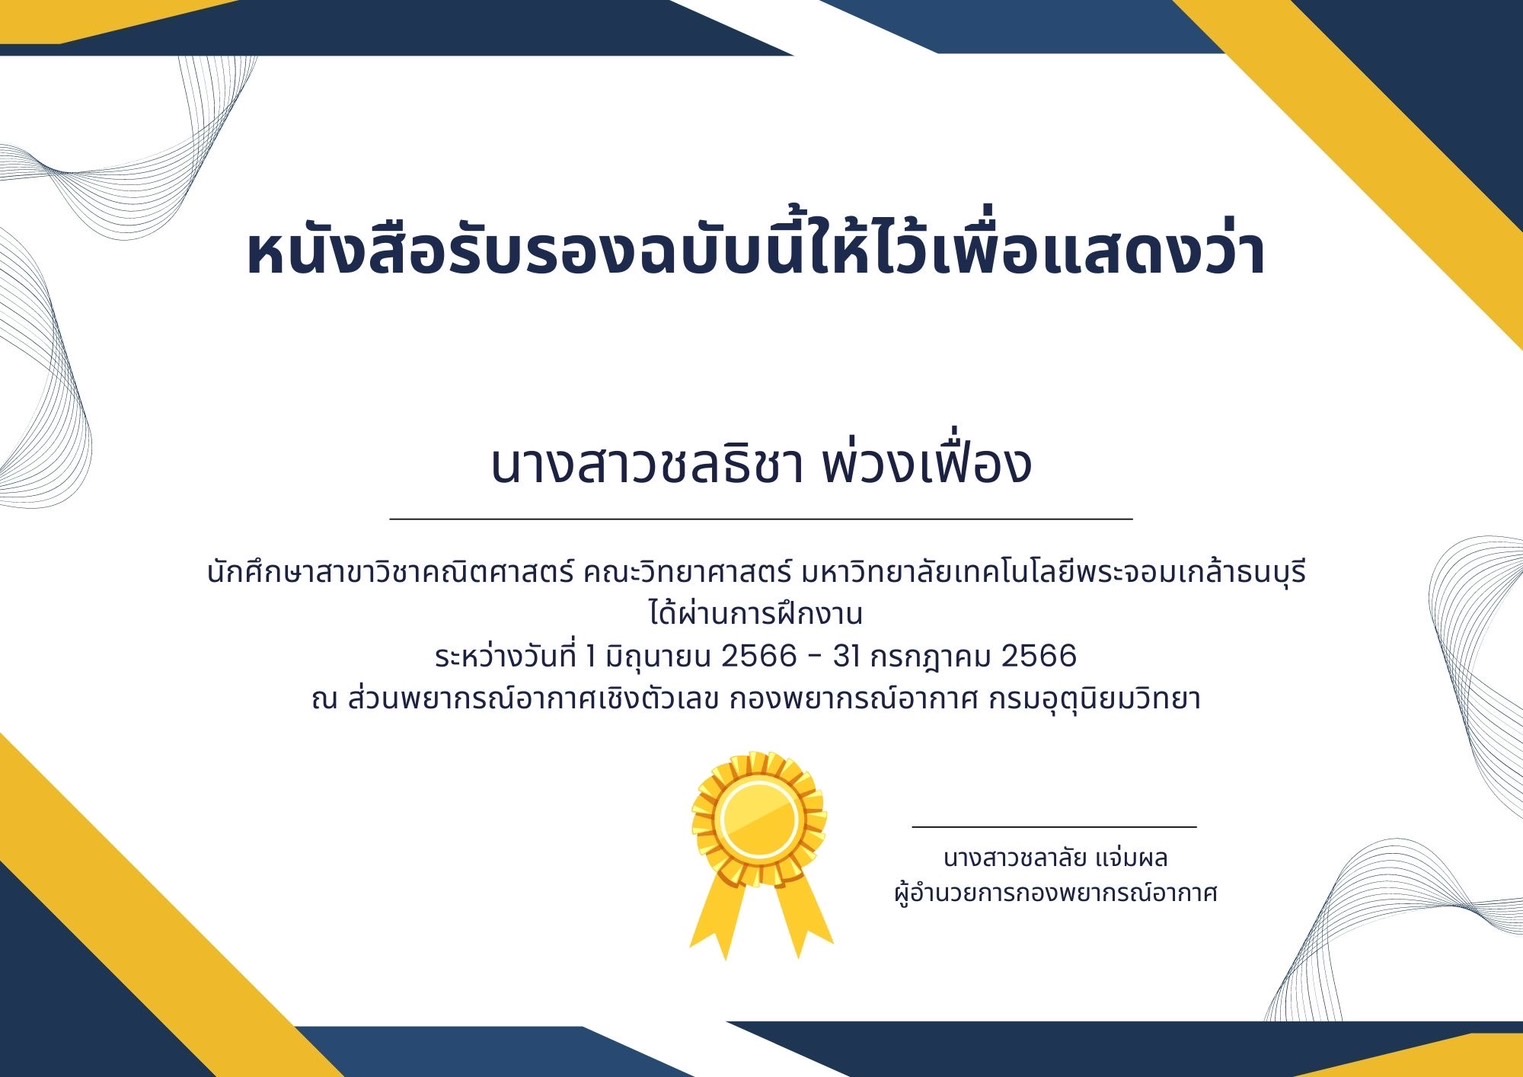 หนังสือรับรองฉบับนี้ให้ไว้เพื่อแสดงว่า
นางสาวชลธิชา พ่วงเฟื่อง
นักศึกษาสาขาวิชาคณิตศาสตร์ คณะวิทยาศาสตร์ มหาวิทยาลัยเทคโนโลยีพระจอมเกล้าธนบุรี
ได้ผ่านการฝึกงาน
ระหว่างวันที่ 1 มิถุนายน 2566 - 31 กรกฎาคม 2566
ณ ส่วนพยากรณ์อากาศเชิงตัวเลข กองพยากรณ์อากาศ กรมอุตุนิยมวิทยา
นางสาวชลาลัย แจ่มผล
ผู้อำนวยการกองพยากรณ์อากาศ